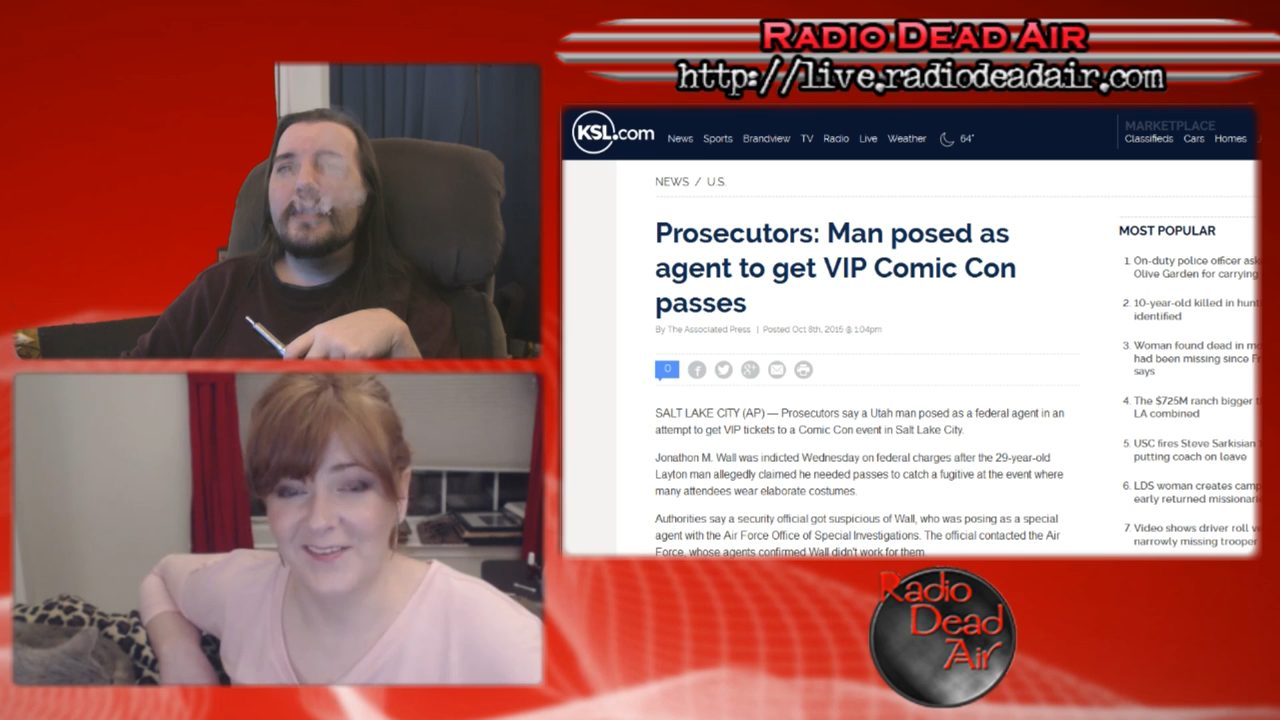 RADIO DEAD AIR
http://live.radiodeadair.com
KSL.com
News Sports Brandview TV Radio Live Weather 64°
MARKETPLACE
Classifieds Cars Homes
NEWS / U.S.
Prosecutors: Man posed as
agent to get VIP Comic Con
passes
By The Associated Press | Posted Oct 8th, 2015 @ 1:04pm
0
SALT LAKE CITY (AP) — Prosecutors say a Utah man posed as a federal agent in an
attempt to get VIP tickets to a Comic Con event in Salt Lake City.
Jonathon M. Wall was indicted Wednesday on federal charges after the 29-year-old
Layton man allegedly claimed he needed passes to catch a fugitive at the event where
many attendees wear elaborate costumes.
Authorities say a security official got suspicious of Wall, who was posing as a special
agent with the Air Force Office of Special Investigations. The official contacted the Air
Force, whose agents confirmed Wall didn't work for them.
MOST POPULAR
1. On-duty police officer
Olive Garden for carrying
2. 10-year-old killed in
identified
3. Woman found dead in
had been missing since
says
4. The $725M ranch bigger
LA combined
5. USC fires Steve Sarkisian
putting coach on leave
6. LDS woman creates
early returned
7 Video shows driver roll
narrowly missing trooper
Radio
Dead
Air